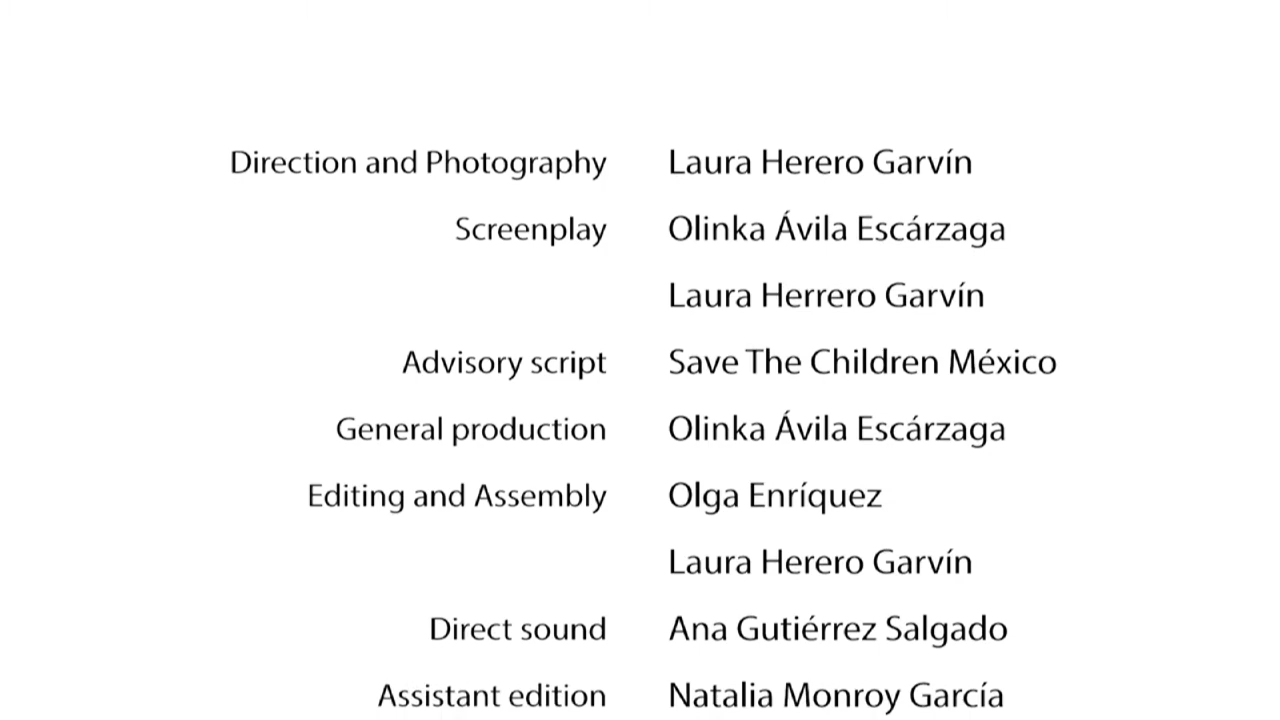 Direction and Photography Laura Herero Garvín
Screenplay Olinka Ávila Escárzaga
Laura Herrero Garvín
Advisory script Save The Children México
General production Olinka Ávila Escárzaga
Editing and Assembly Olga Enríquez
Laura Herero Garvín
Direct sound Ana Gutiérrez Salgado
Assistant edition Natalia Monroy García